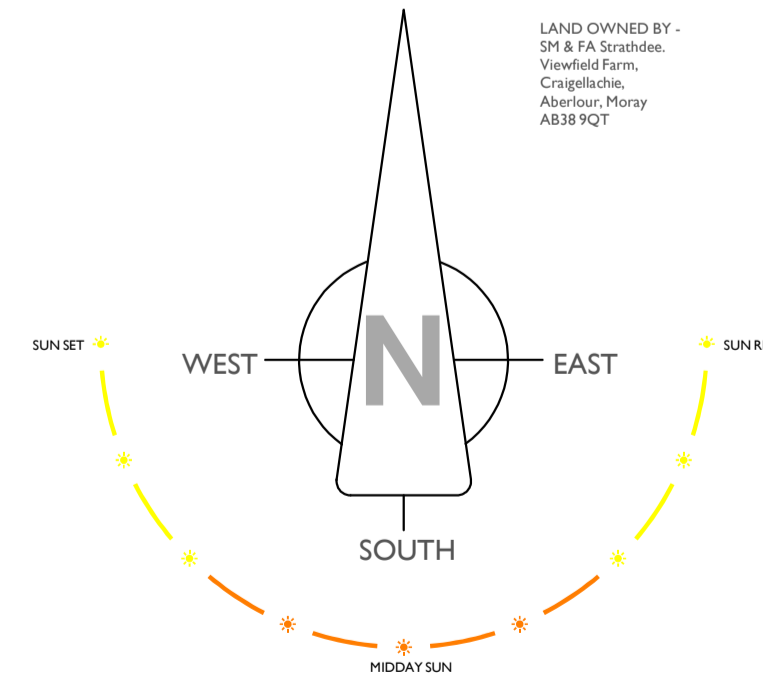 LAND OWNED BY -
SM & FA Strathdee.
Viewfield Farm,
Craigellachie,
Aberlour, Moray
AB38 9QT
N
SUN SET
SUN R
WEST
EAST
SOUTH
MIDDAY SUN